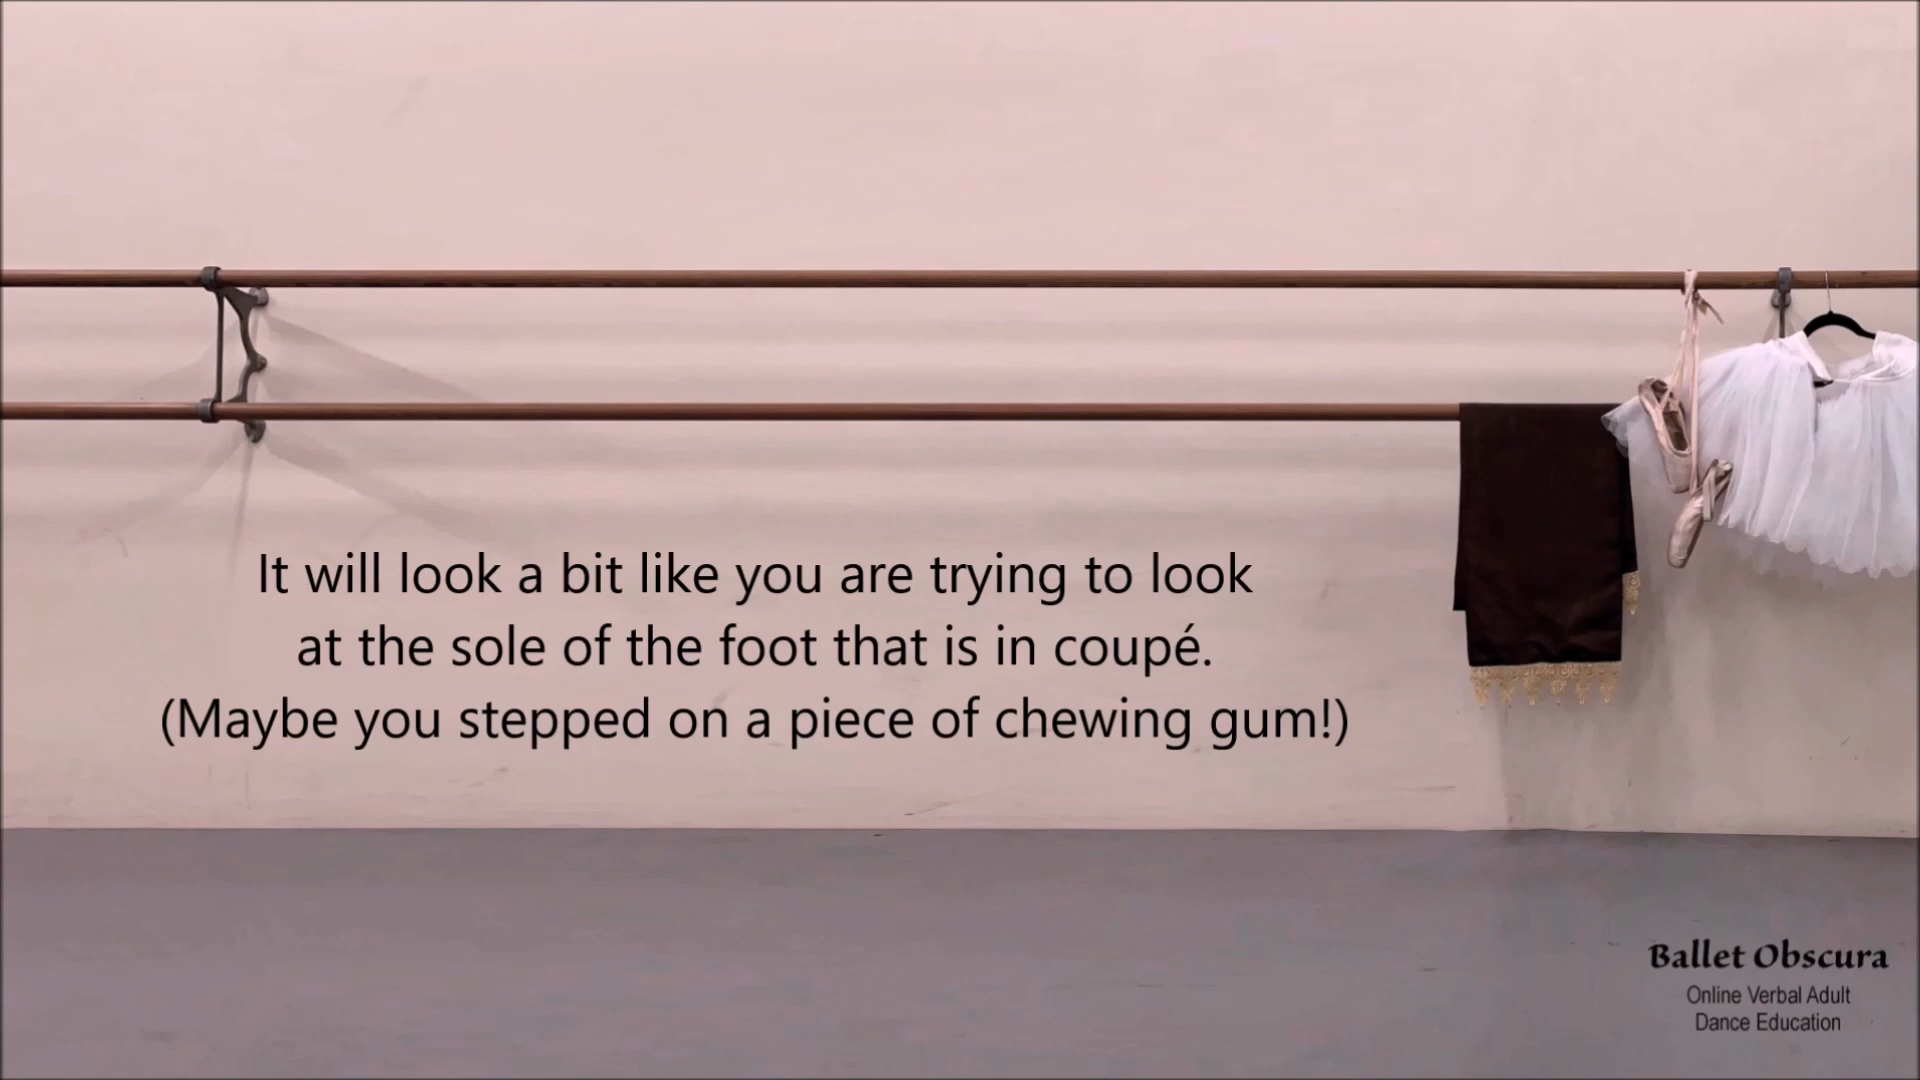 It will look a bit like you are trying to look
at the sole of the foot that is in coupé.
(Maybe you stepped on a piece of chewing gum!)
Ballet Obscura
Online Verbal Adult
Dance Education